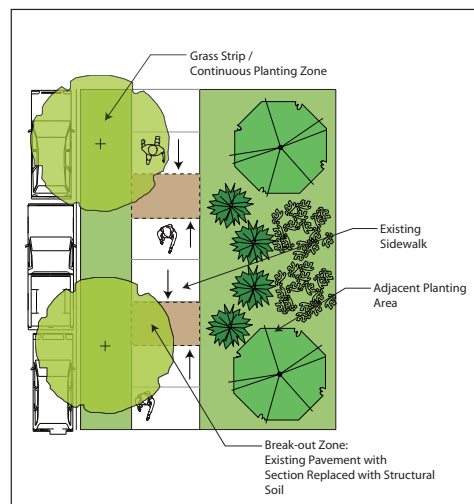 Grass Strip /
Continuous Planting Zone
Existing
Sidewalk
Adjacent Planting
Area
Break-out Zone:
Existing Pavement with
Section Replaced with Structural
Soil